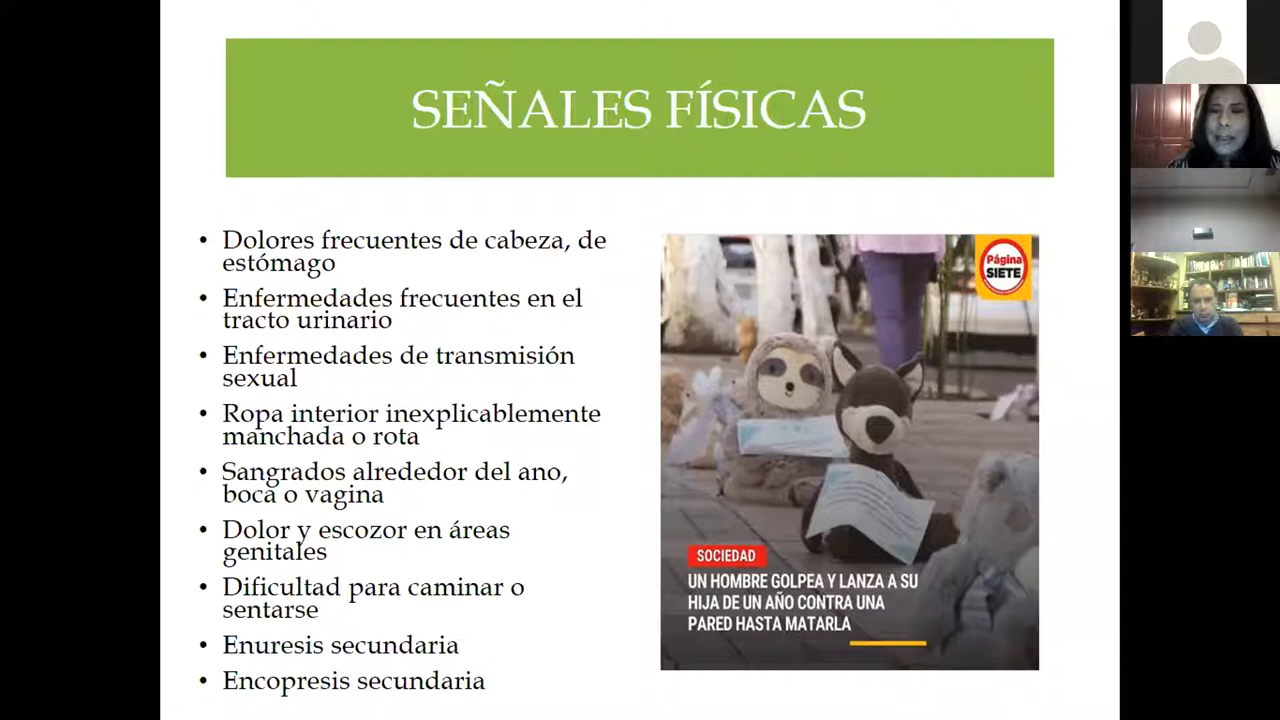 SEÑALES FÍSICAS
• Dolores frecuentes de cabeza, de
estómago
• Enfermedades frecuentes en el
tracto urinario
• Enfermedades de transmisión
sexual
• Ropa interior inexplicablemente
manchada o rota
• Sangrados alrededor del ano,
boca o vagina
• Dolor y escozor en áreas
genitales
• Dificultad para caminar o
sentarse
• Enuresis secundaria
• Encopresis secundaria
Página
SIETE
SOCIEDAD
UN HOMBRE GOLPEA Y LANZA A SU
HIJA DE UN AÑO CONTRA UNA
PARED HASTA MATARLA